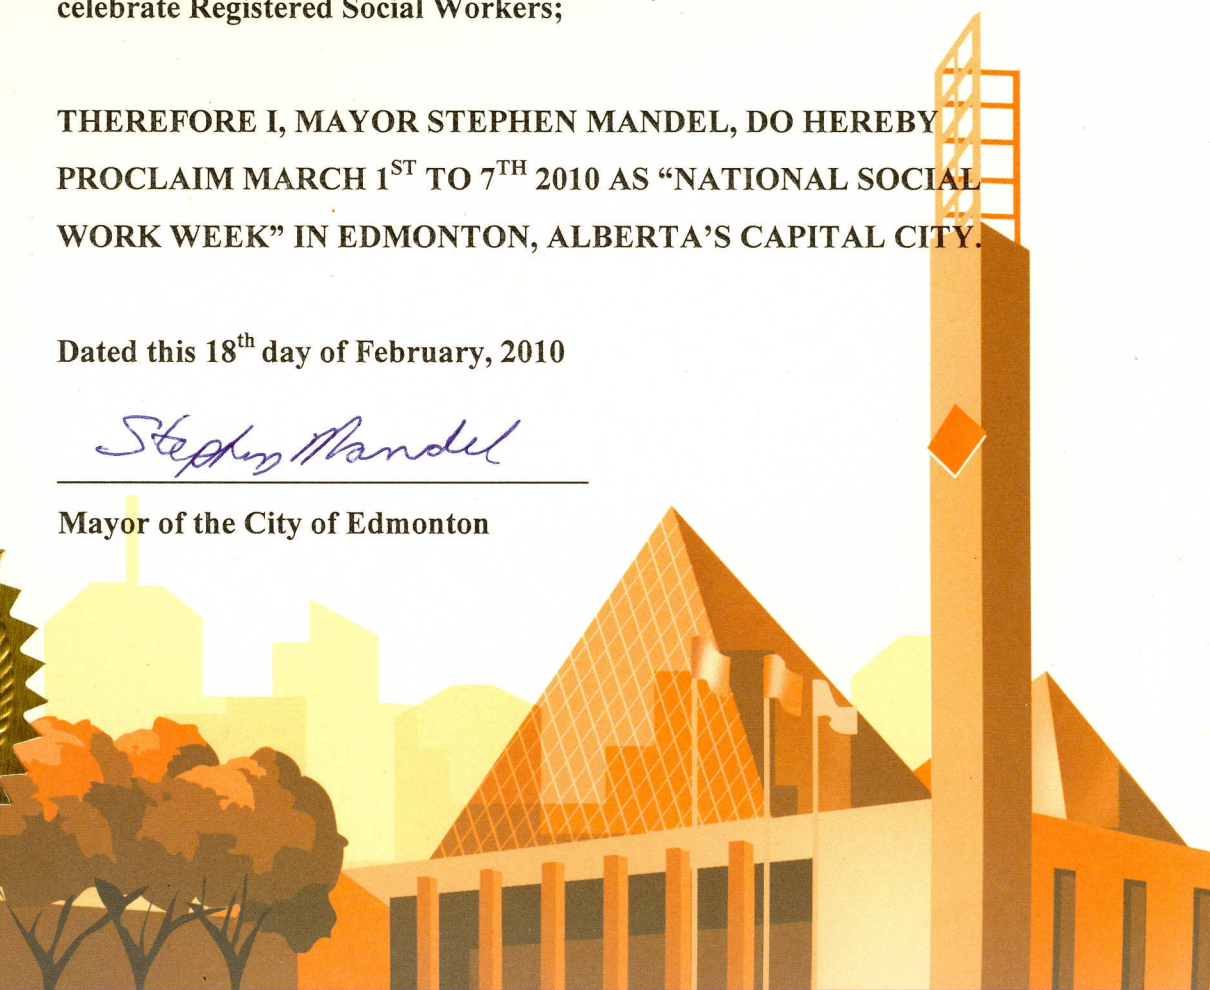 celebrate Registered Social Workers;
THEREFORE I, MAYOR STEPHEN MANDEL, DO HEREBY
PROCLAIM MARCH 1ST TO 7TH 2010 AS “NATIONAL SOCIAL
WORK WEEK” IN EDMONTON, ALBERTA’S CAPITAL CITY.
Dated this 18th day of February, 2010
Stephen Mandel
Mayor of the City of Edmonton